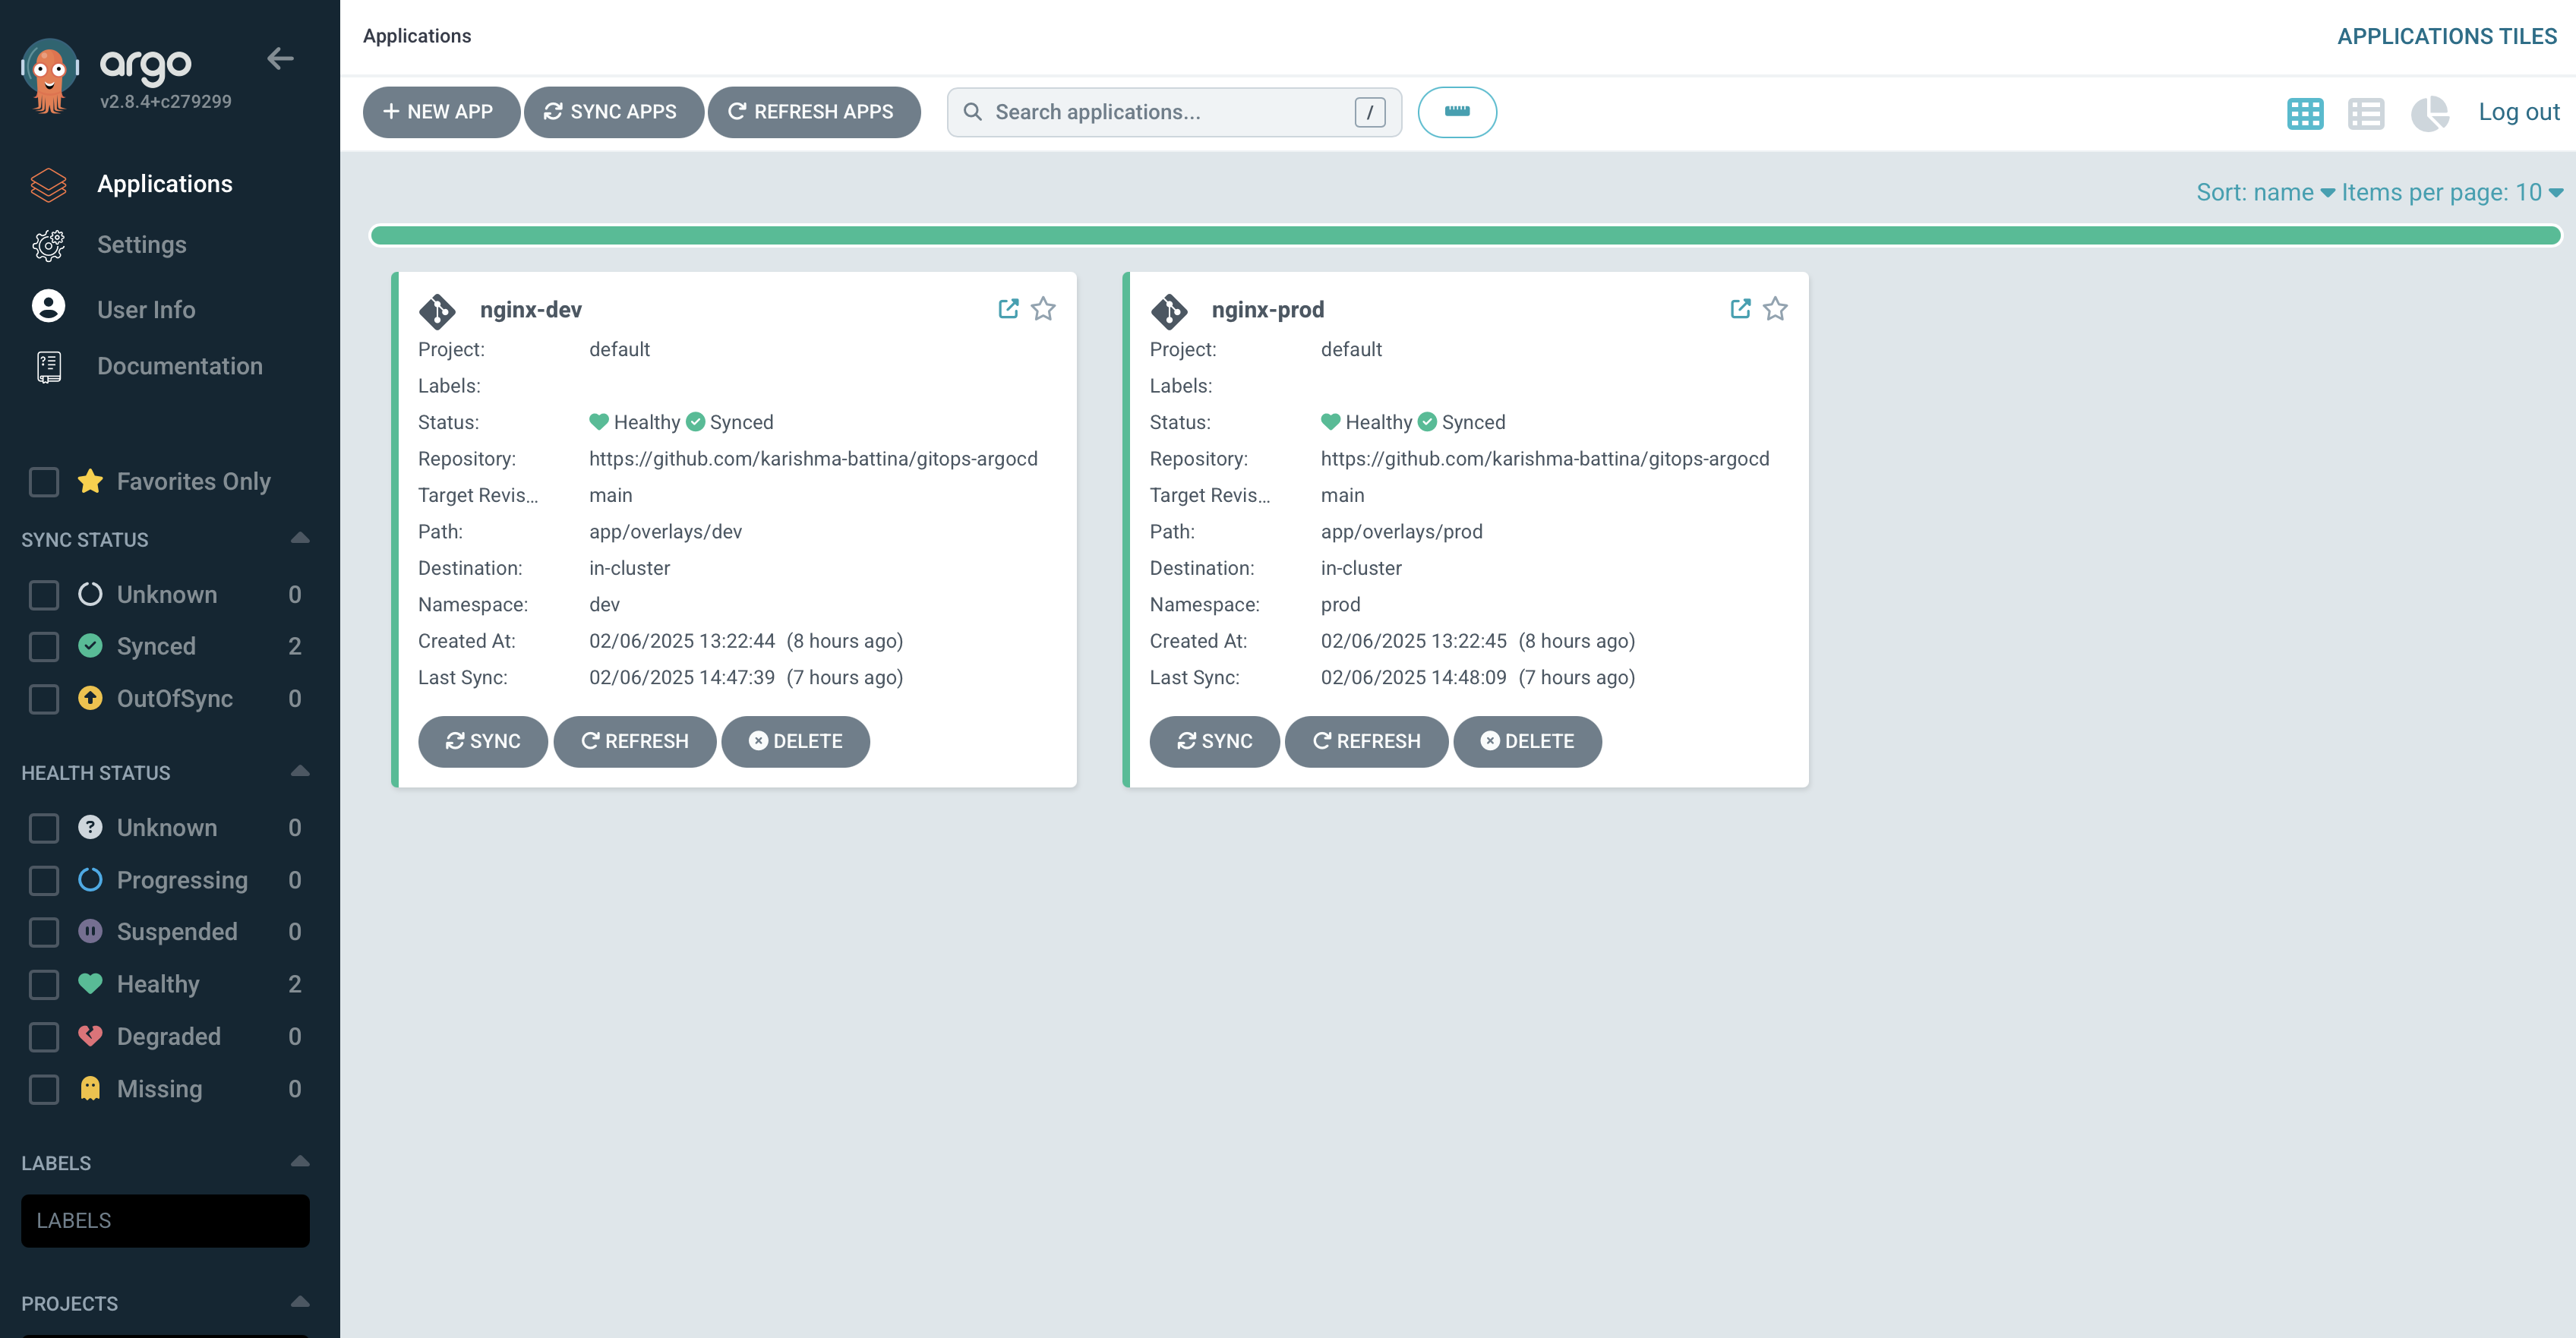 argo
v2.8.4+c279299
Applications
Settings
User Info
Documentation
Favorites Only
SYNC STATUS
Unknown 0
Synced 2
OutOfSync 0
HEALTH STATUS
Unknown 0
Progressing 0
Suspended 0
Healthy 2
Degraded 0
Missing 0
LABELS
LABELS
PROJECTS
Applications
APPLICATIONS TILES
+ NEW APP SYNC APPS REFRESH APPS Search applications... / Log out
Sort: name Items per page: 10
nginx-dev
Project: default
Labels:
Status: Healthy Synced
Repository: https://github.com/karishma-battina/gitops-argocd
Target Revis... main
Path: app/overlays/dev
Destination: in-cluster
Namespace: dev
Created At: 02/06/2025 13:22:44 (8 hours ago)
Last Sync: 02/06/2025 14:47:39 (7 hours ago)
SYNC REFRESH DELETE
nginx-prod
Project: default
Labels:
Status: Healthy Synced
Repository: https://github.com/karishma-battina/gitops-argocd
Target Revis... main
Path: app/overlays/prod
Destination: in-cluster
Namespace: prod
Created At: 02/06/2025 13:22:45 (8 hours ago)
Last Sync: 02/06/2025 14:48:09 (7 hours ago)
SYNC REFRESH DELETE